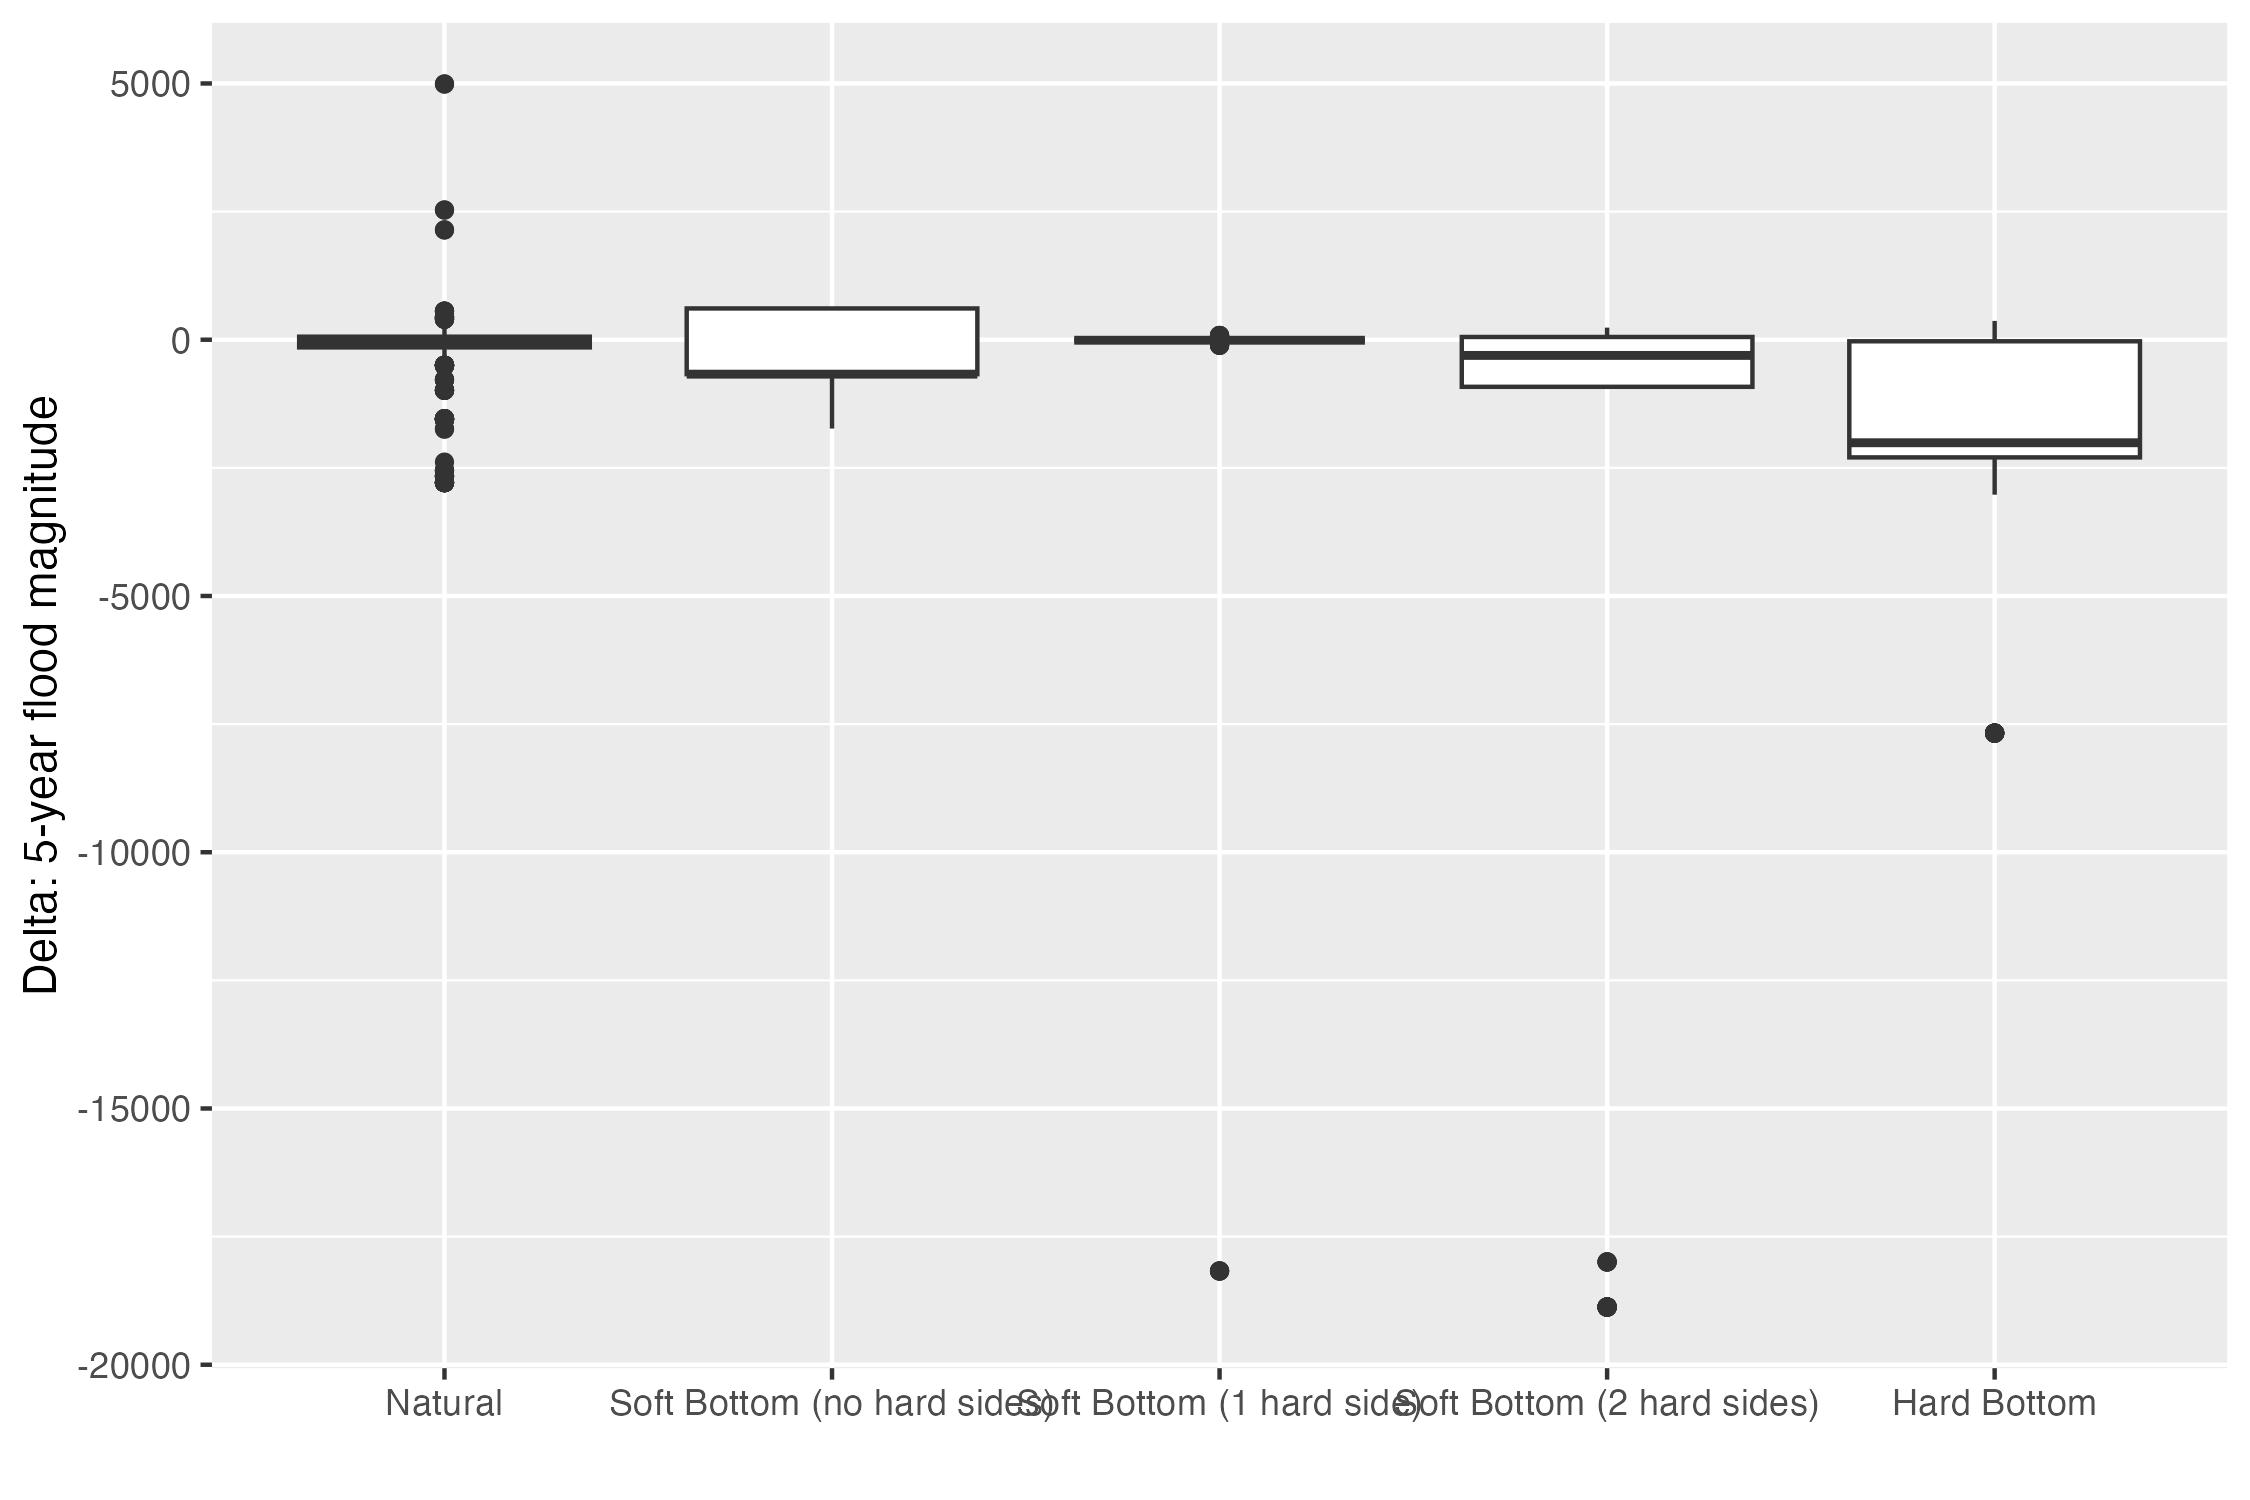 Delta: 5-year flood magnitude
5000
0
-5000
-10000
-15000
-20000
Natural
Soft Bottom (no hard sides)
Soft Bottom (1 hard side)
Soft Bottom (2 hard sides)
Hard Bottom